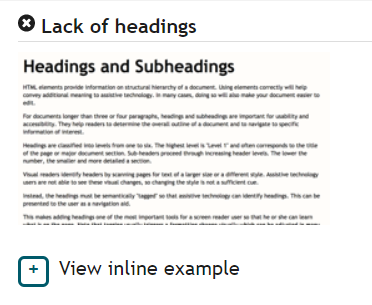 Lack of headings
Headings and Subheadings
HTML elements provide information on structural hierarchy of a document. Using elements correctly will help
convey additional meaning to assistive technology. In many cases, doing so will also make your document easier to
edit.
For documents longer than three or four paragraphs, headings and subheadings are important for usability and
accessibility. They help readers to determine the overall outline of a document and to navigate to specific
information of interest.
Headings are classified into levels from one to six. The highest level is "Level 1" and often corresponds to the title
of the page or major document section. Sub-headers proceed through increasing header levels. The lower the
number, the smaller and more detailed a section.
Visual readers identify headers by scanning pages for text of a larger size or a different style. Assistive technology
users are not able to see these visual changes, so changing the style is not a sufficient cue.
Instead, the headings must be semantically "tagged" so that assistive technology can identify headings. This can be
presented to the user as a navigation aid.
This makes adding headings one of the most important tools for a screen reader user so that he or she can learn
View inline example